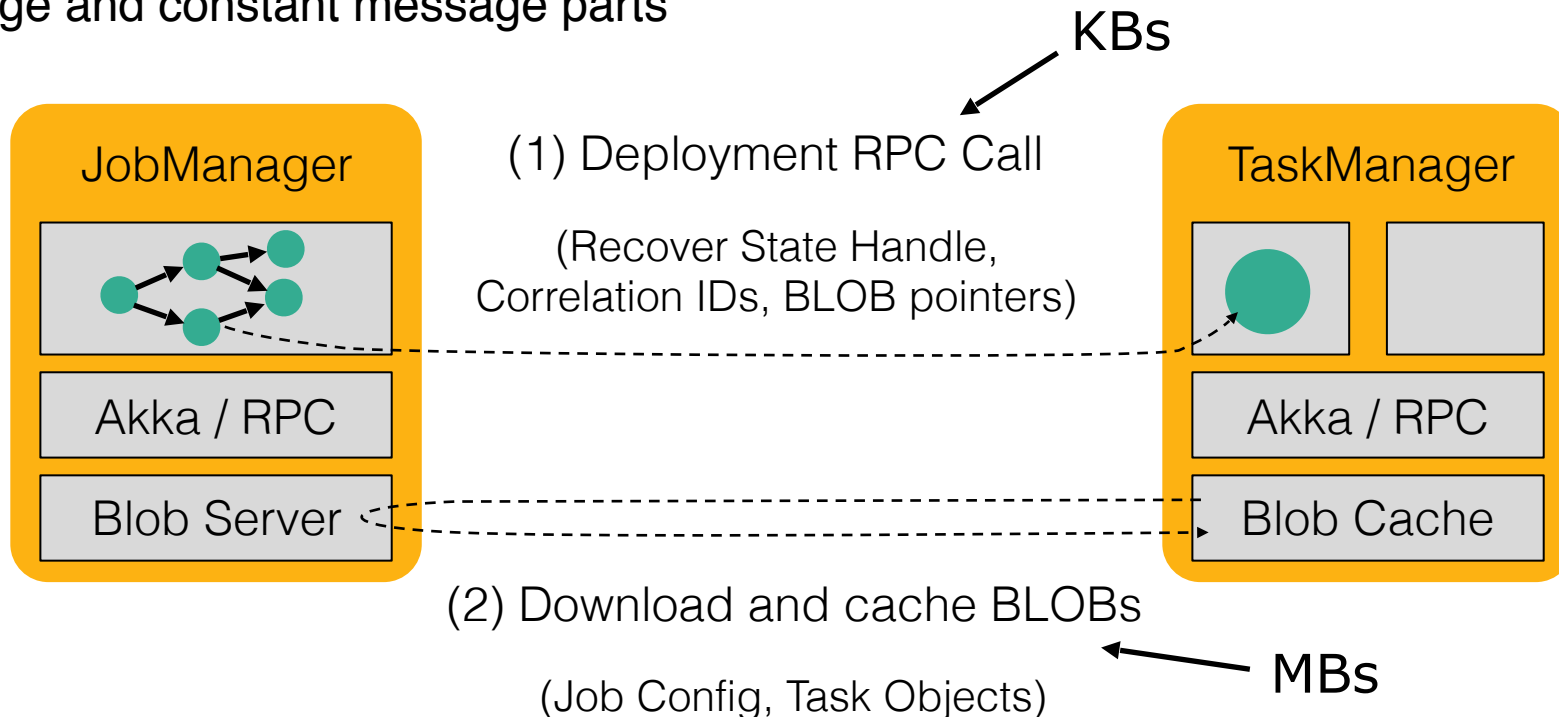 ge and constant message parts
KBs
JobManager
(1) Deployment RPC Call
TaskManager
(Recover State Handle,
Correlation IDs, BLOB pointers)
Akka / RPC
Akka / RPC
Blob Server
Blob Cache
(2) Download and cache BLOBs
MBs
(Job Config, Task Objects)